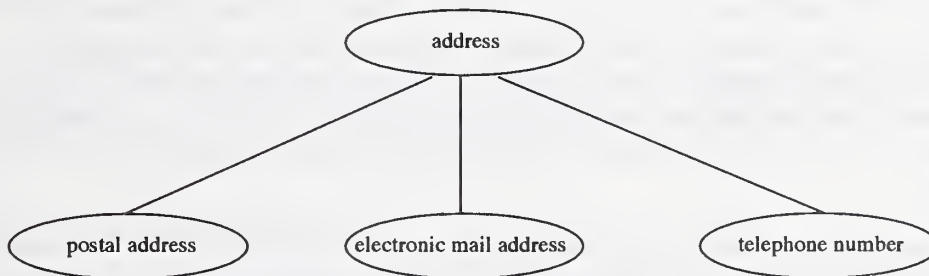 address
postal address
electronic mail address
telephone number